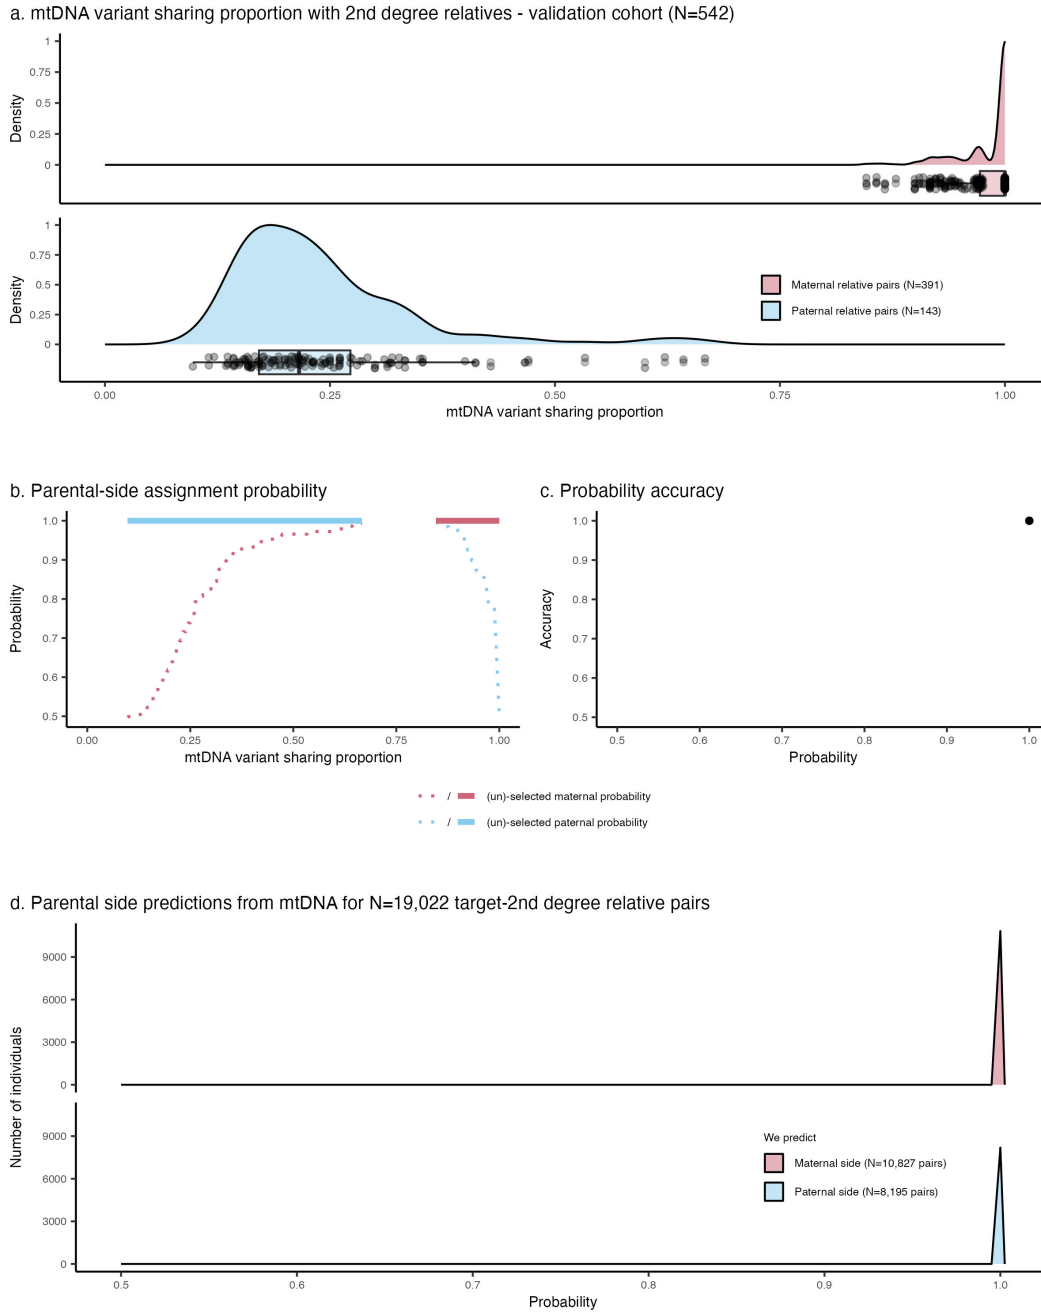 a. mtDNA variant sharing proportion with 2nd degree relatives - validation cohort (N=542)
1
0.75
0.5
0.25
0
Density
1
0.75
0.5
0.25
0
Density
Maternal relative pairs (N=391)
Paternal relative pairs (N=143)
0.00 0.25 0.50 0.75 1.00
mtDNA variant sharing proportion
b. Parental-side assignment probability
1.0
0.9
0.8
0.7
0.6
0.5
Probability
0.00 0.25 0.50 0.75 1.00
mtDNA variant sharing proportion
c. Probability accuracy
1.0
0.9
0.8
0.7
0.6
0.5
Accuracy
0.5 0.6 0.7 0.8 0.9 1.0
Probability
/ (un)-selected maternal probability
/ (un)-selected paternal probability
d. Parental side predictions from mtDNA for N=19,022 target-2nd degree relative pairs
9000
6000
3000
0
Number of individuals
9000
6000
3000
0
We predict
Maternal side (N=10,827 pairs)
Paternal side (N=8,195 pairs)
0.5 0.6 0.7 0.8 0.9 1.0
Probability